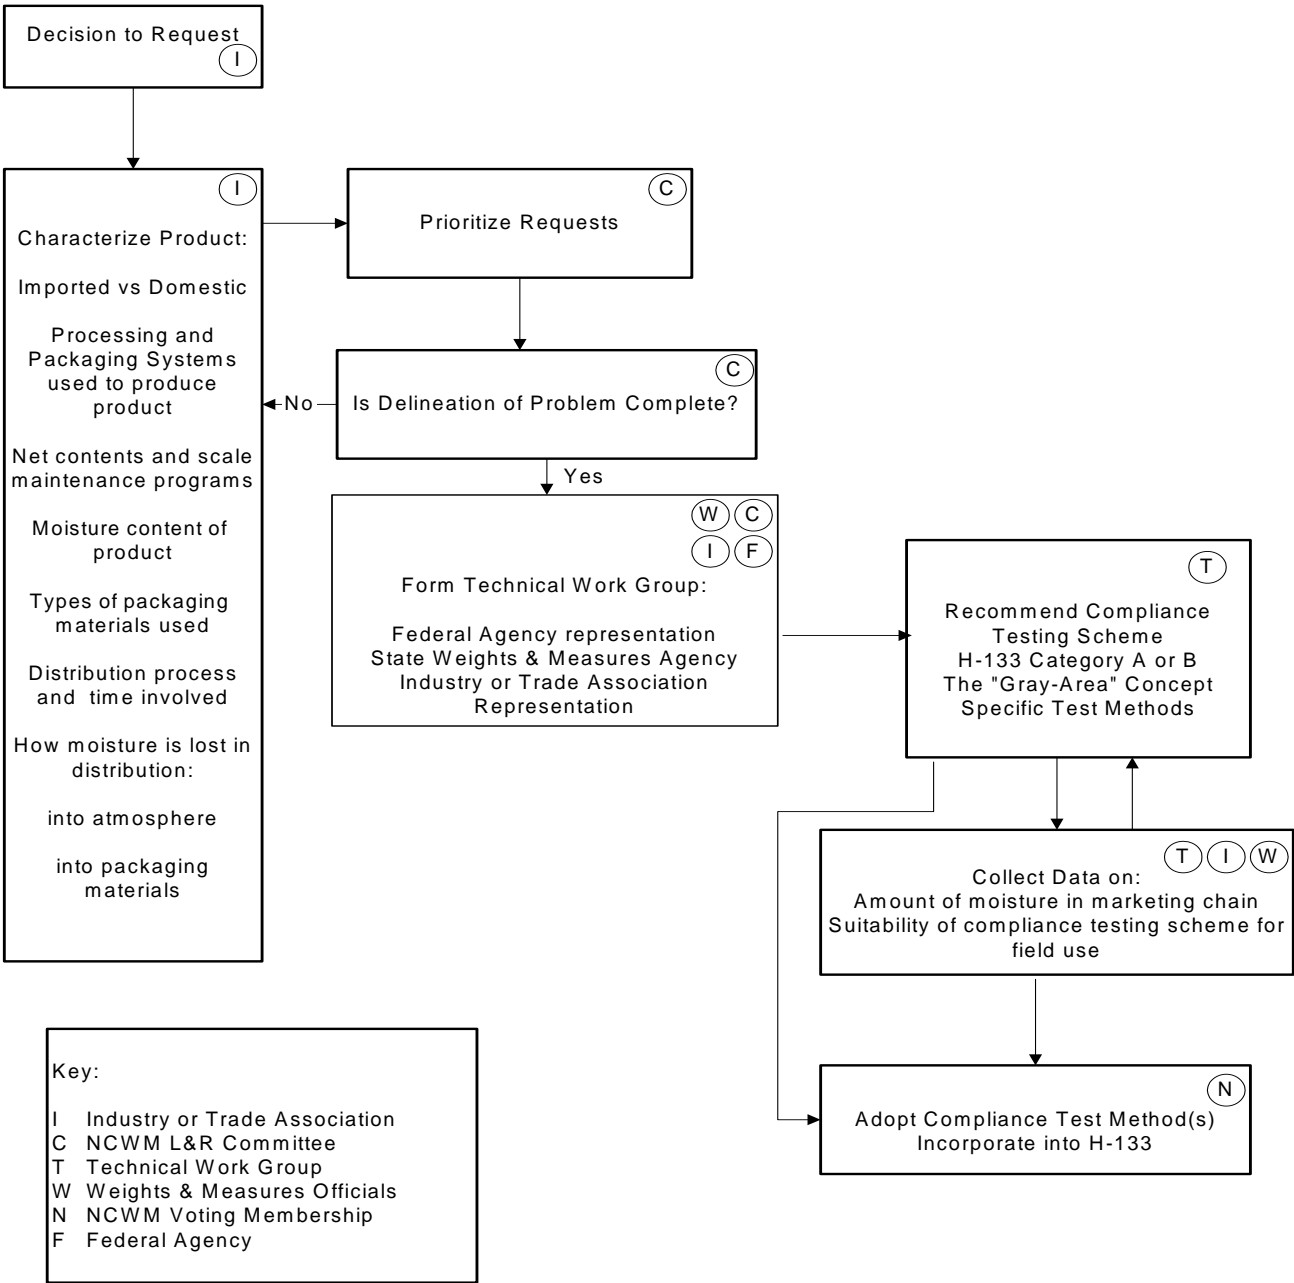 Decision to Request
I
I
Characterize Product:
Imported vs Domestic
Processing and
Packaging Systems
used to produce
product
Net contents and scale
maintenance programs
Moisture content of
product
Types of packaging
materials used
Distribution process
and time involved
How moisture is lost in
distribution:
into atmosphere
into packaging
materials
C
Prioritize Requests
C
Is Delineation of Problem Complete?
No
Yes
W C
I F
Form Technical Work Group:
Federal Agency representation
State Weights & Measures Agency
Industry or Trade Association
Representation
T
Recommend Compliance
Testing Scheme
H-133 Category A or B
The "Gray-Area" Concept
Specific Test Methods
T I W
Collect Data on:
Amount of moisture in marketing chain
Suitability of compliance testing scheme for
field use
N
Adopt Compliance Test Method(s)
Incorporate into H-133
Key:
I Industry or Trade Association
C NCWM L&R Committee
T Technical Work Group
W Weights & Measures Officials
N NCWM Voting Membership
F Federal Agency